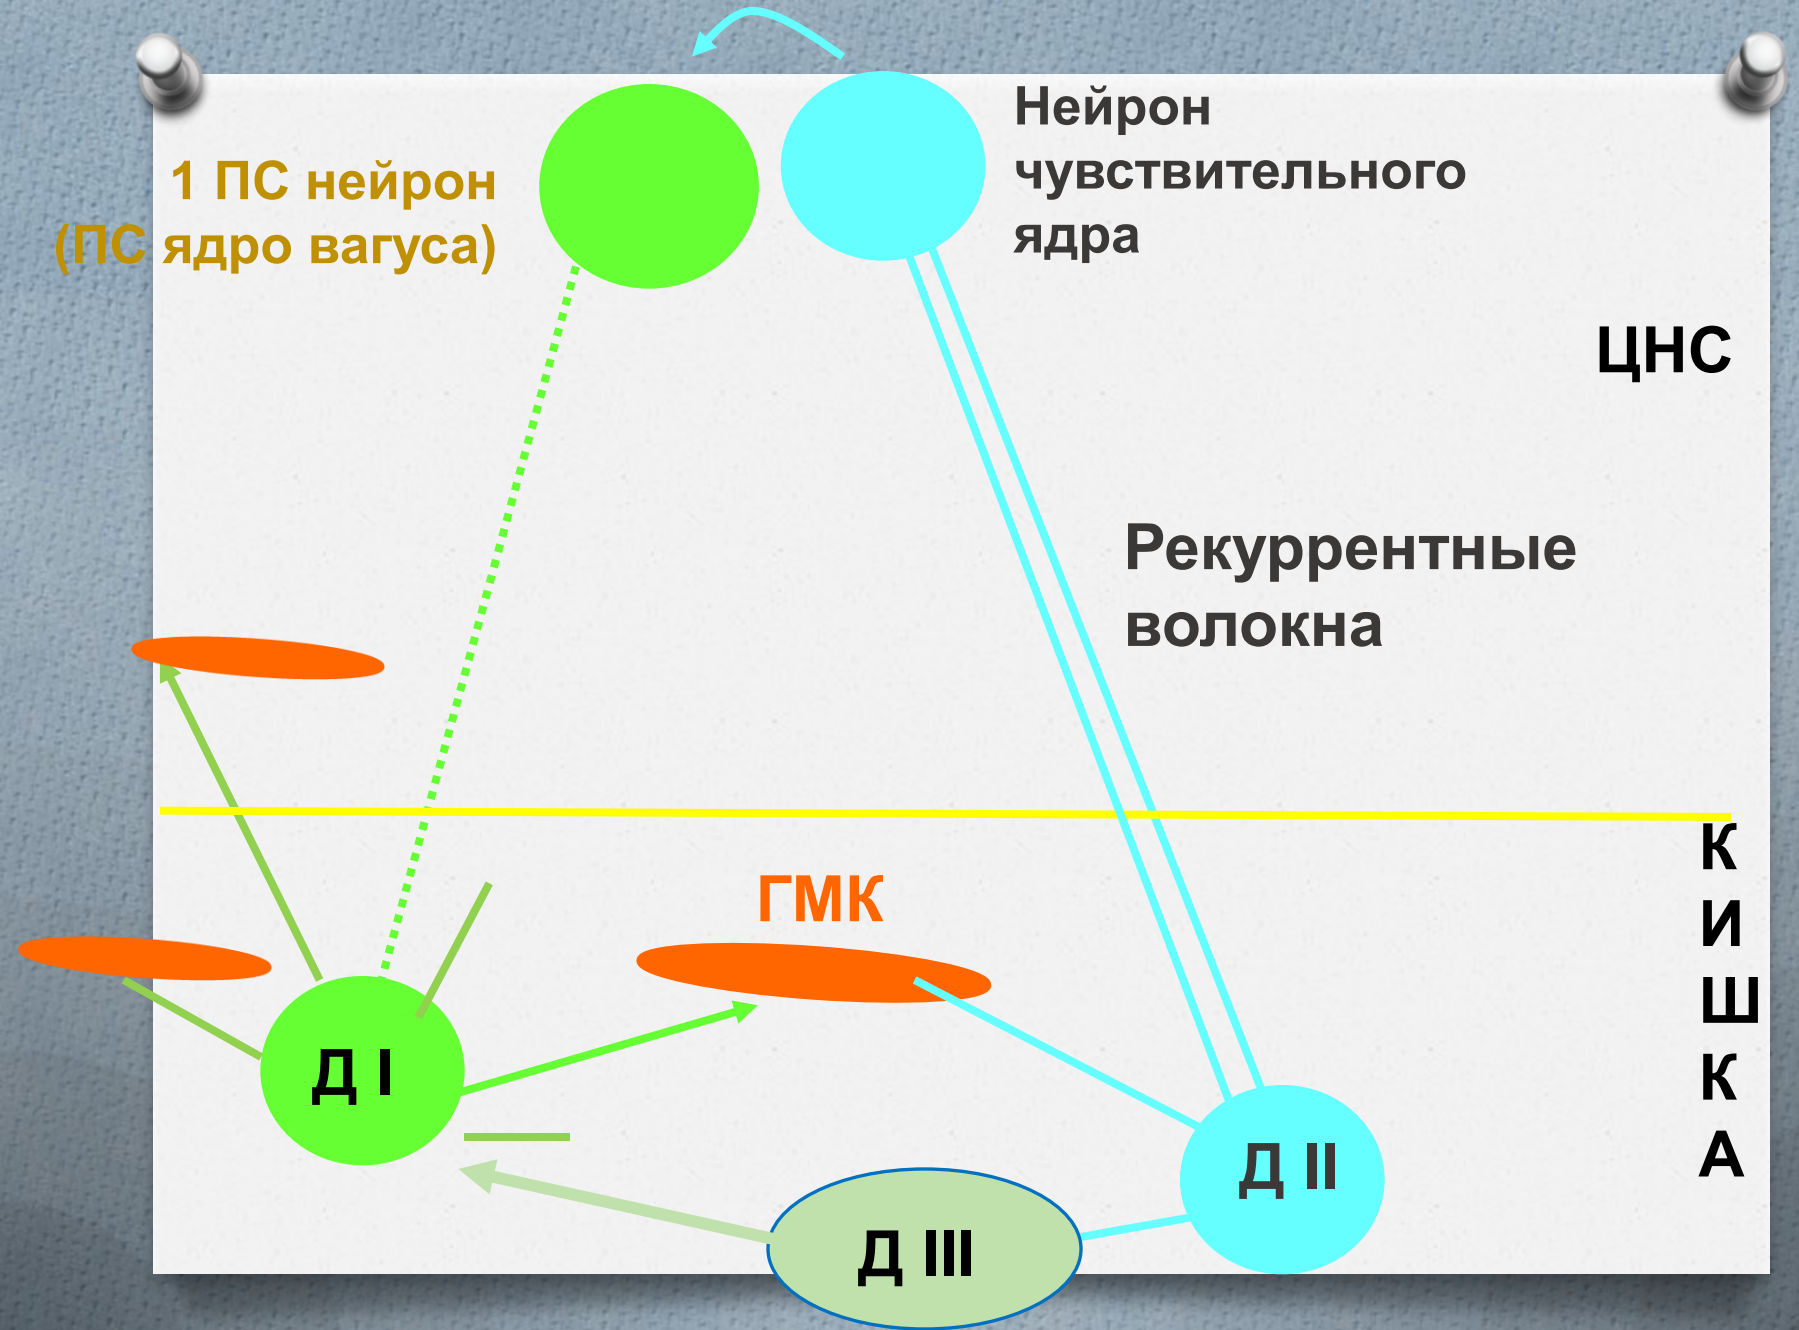 Нейрон
чувствительного
ядра
1 ПС нейрон
(ПС ядро вагуса)
ЦНС
Рекуррентные
волокна
К
И
Ш
К
А
ГМК
Д I
Д II
Д III